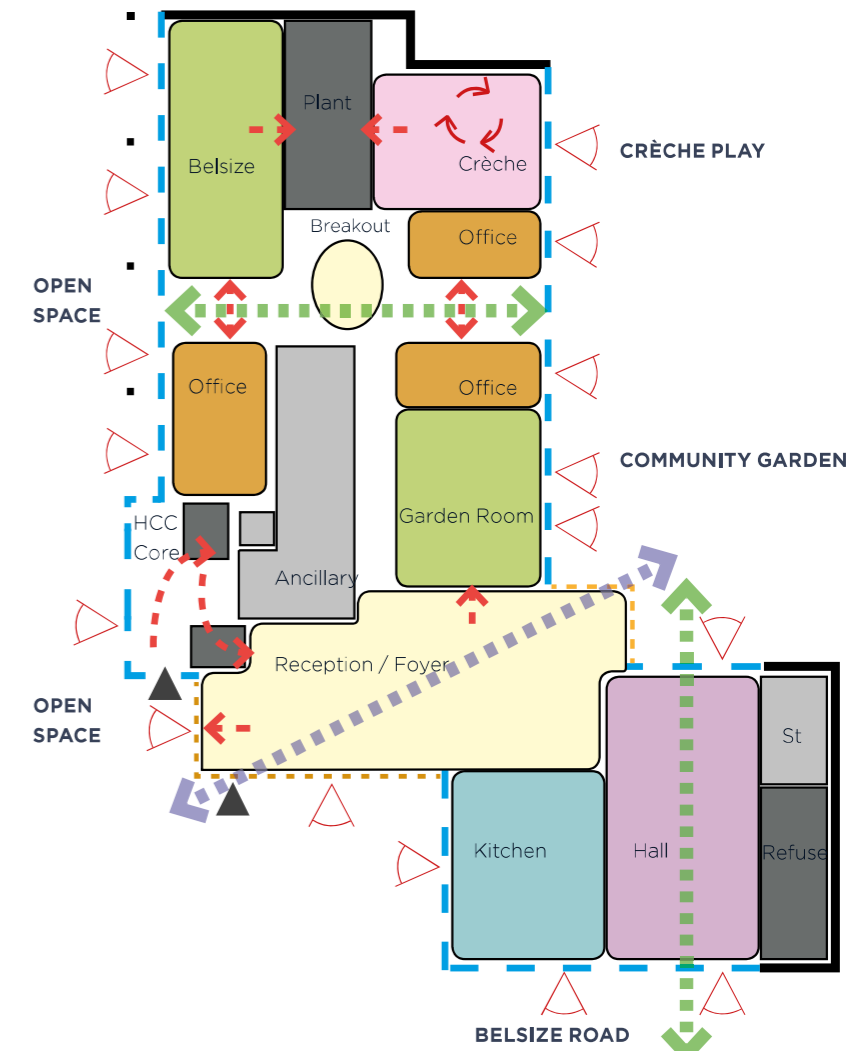 Plant
CRÈCHE PLAY
Belsize
Crèche
Breakout
Office
OPEN
SPACE
Office
Office
COMMUNITY GARDEN
HCC
Core
Garden Room
Ancillary
Reception / Foyer
OPEN
SPACE
St
Kitchen
Hall
Refuse
BELSIZE ROAD